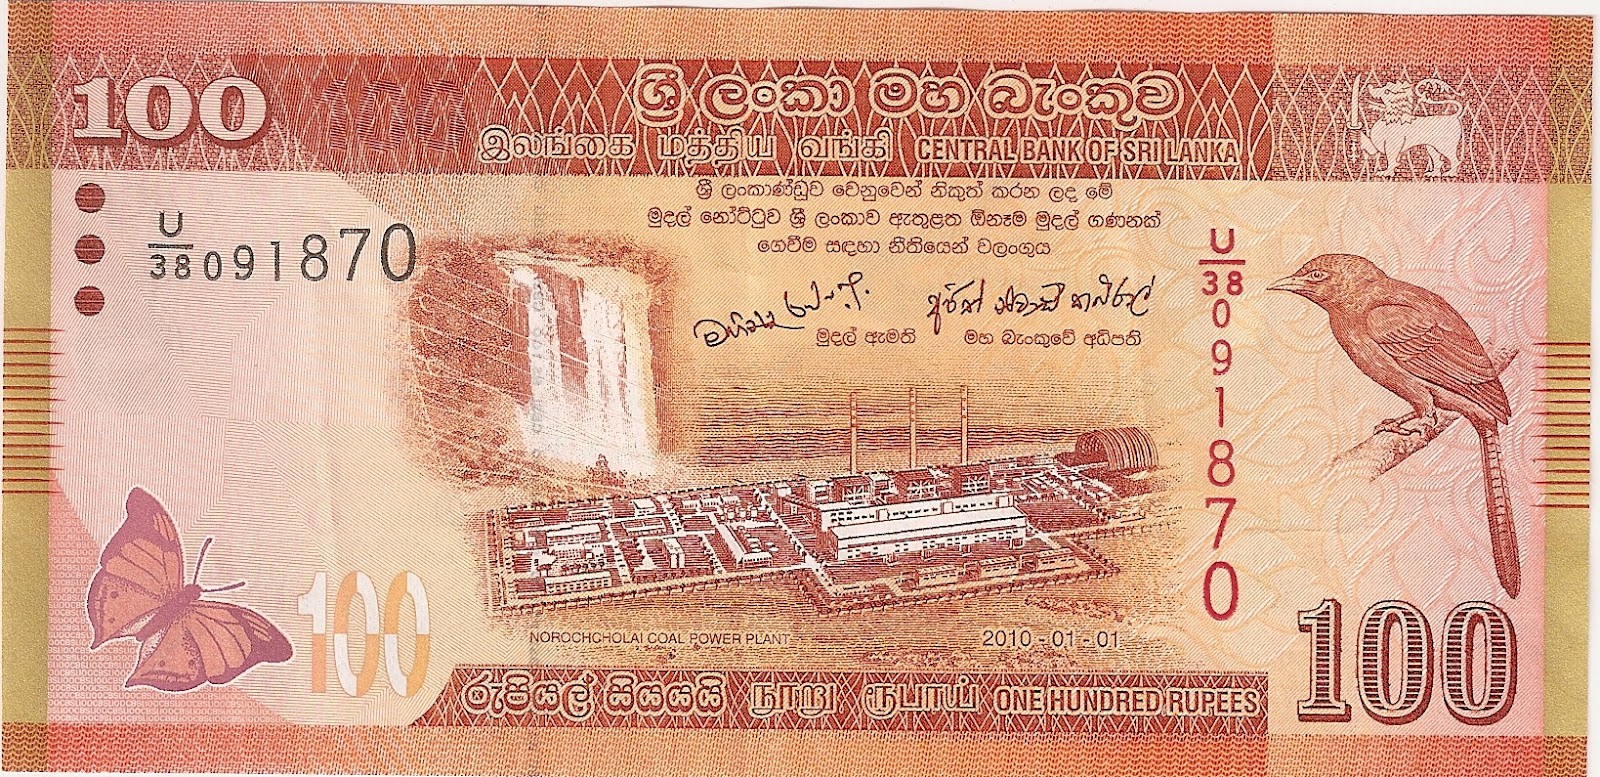 100
ශ්‍රී ලංකා මහ බැංකුව
இலங்கை மத்திய வங்கி CENTRAL BANK OF SRI LANKA
ශ්‍රී ලංකාණ්ඩුව වෙනුවෙන් නිකුත් කරන ලද මේ
මුදල් නෝට්ටුව ශ්‍රී ලංකාව ඇතුළත ඕනෑම මුදල් ගණනක්
ගෙවීම සඳහා නීතියෙන් වලංගුය
U/38 091870
U/38 091870
මුදල් ඇමති මහ බැංකුවේ අධිපති
NOROCHCHOLAI COAL POWER PLANT 2010-01-01
100
100
රුපියල් සියයයි நூறு ரூபாய் ONE HUNDRED RUPEES